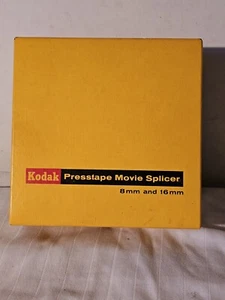 Kodak Presstape Movie Splicer
8mm and 16mm